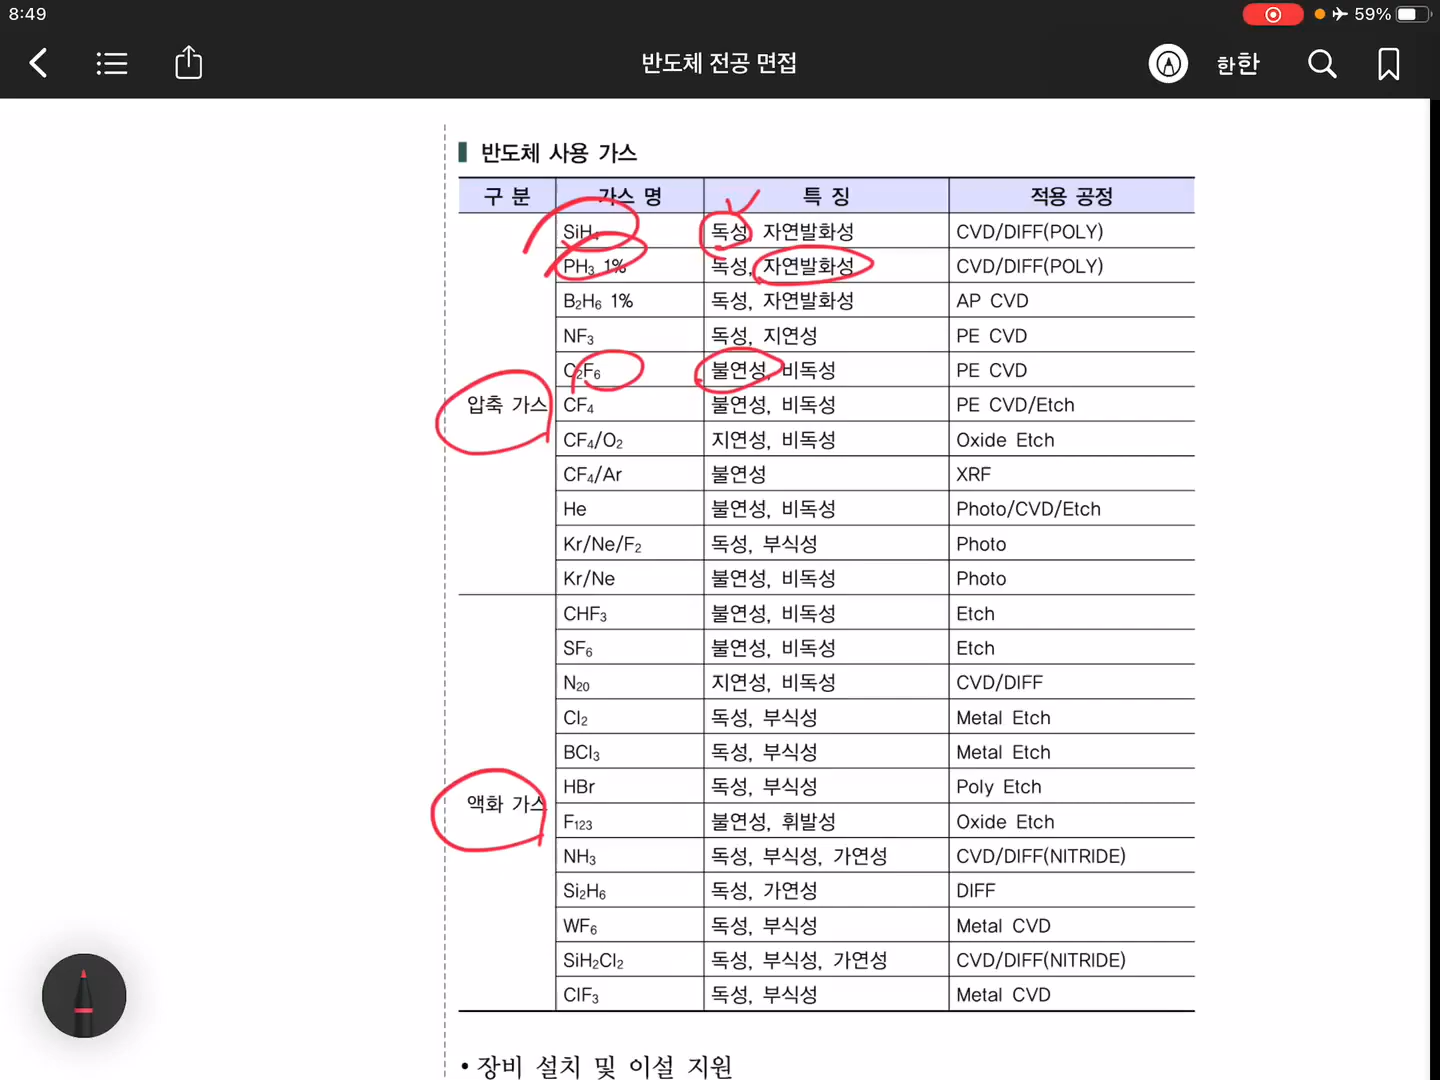 8:49
59%
반도체 전공 면접
한한
반도체 사용 가스
구 분 가스 명 특 징 적용 공정
SiH₄ 독성, 자연발화성 CVD/DIFF(POLY)
PH₃ 1% 독성, 자연발화성 CVD/DIFF(POLY)
B₂H₆ 1% 독성, 자연발화성 AP CVD
NF₃ 독성, 지연성 PE CVD
C₂F₆ 불연성, 비독성 PE CVD
압축 가스 CF₄ 불연성, 비독성 PE CVD/Etch
CF₄/O₂ 지연성, 비독성 Oxide Etch
CF₄/Ar 불연성 XRF
He 불연성, 비독성 Photo/CVD/Etch
Kr/Ne/F₂ 독성, 부식성 Photo
Kr/Ne 불연성, 비독성 Photo
CHF₃ 불연성, 비독성 Etch
SF₆ 불연성, 비독성 Etch
N₂₀ 지연성, 비독성 CVD/DIFF
Cl₂ 독성, 부식성 Metal Etch
BCl₃ 독성, 부식성 Metal Etch
HBr 독성, 부식성 Poly Etch
액화 가스 F₁₂₃ 불연성, 휘발성 Oxide Etch
NH₃ 독성, 부식성, 가연성 CVD/DIFF(NITRIDE)
Si₂H₆ 독성, 가연성 DIFF
WF₆ 독성, 부식성 Metal CVD
SiH₂Cl₂ 독성, 부식성, 가연성 CVD/DIFF(NITRIDE)
ClF₃ 독성, 부식성 Metal CVD
• 장비 설치 및 이설 지원